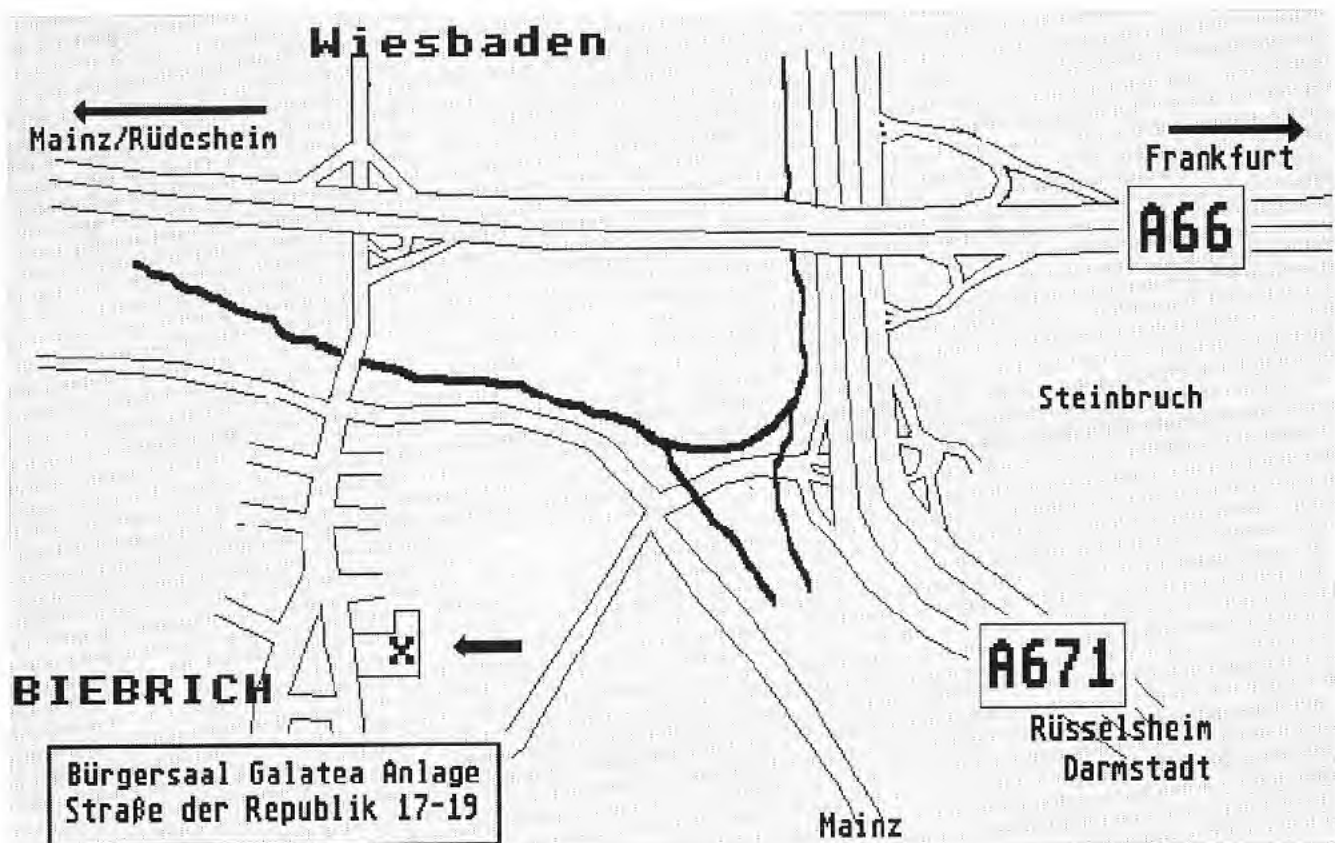 Wiesbaden
Mainz/Rüdesheim
Frankfurt
A66
Steinbruch
X
BIEBRICH
A671
Rüsselsheim
Darmstadt
Bürgersaal Galatea Anlage
Straße der Republik 17-19
Mainz